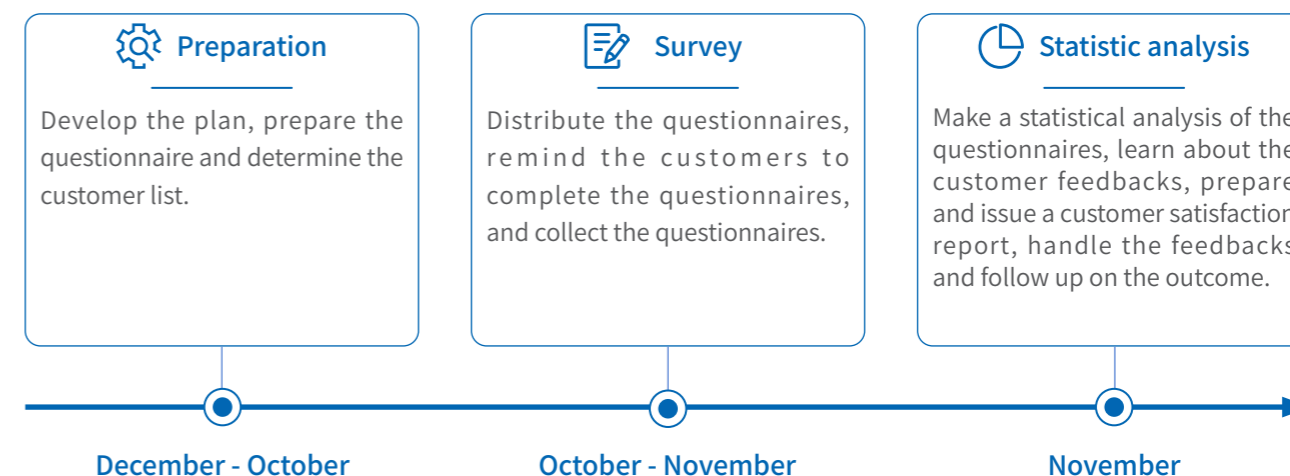 Preparation
Develop the plan, prepare the
questionnaire and determine the
customer list.
Survey
Distribute the questionnaires,
remind the customers to
complete the questionnaires,
and collect the questionnaires.
Statistic analysis
Make a statistical analysis of the
questionnaires, learn about the
customer feedbacks, prepare
and issue a customer satisfaction
report, handle the feedbacks
and follow up on the outcome.
December - October
October - November
November